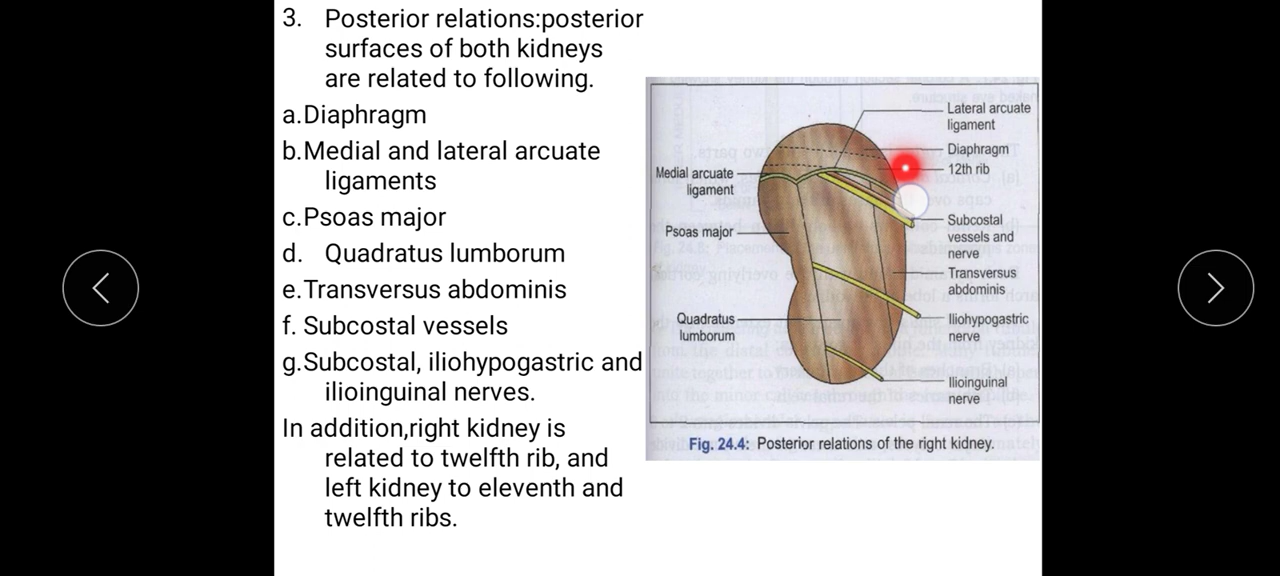 3. Posterior relations:posterior
surfaces of both kidneys
are related to following.
a.Diaphragm
b.Medial and lateral arcuate
ligaments
c.Psoas major
d. Quadratus lumborum
e.Transversus abdominis
f. Subcostal vessels
g.Subcostal, iliohypogastric and
ilioinguinal nerves.
In addition,right kidney is
related to twelfth rib, and
left kidney to eleventh and
twelfth ribs.
Lateral arcuate
ligament
Diaphragm
12th rib
Medial arcuate
ligament
Subcostal
vessels and
nerve
Psoas major
Transversus
abdominis
Quadratus
lumborum
Iliohypogastric
nerve
Ilioinguinal
nerve
Fig. 24.4: Posterior relations of the right kidney.